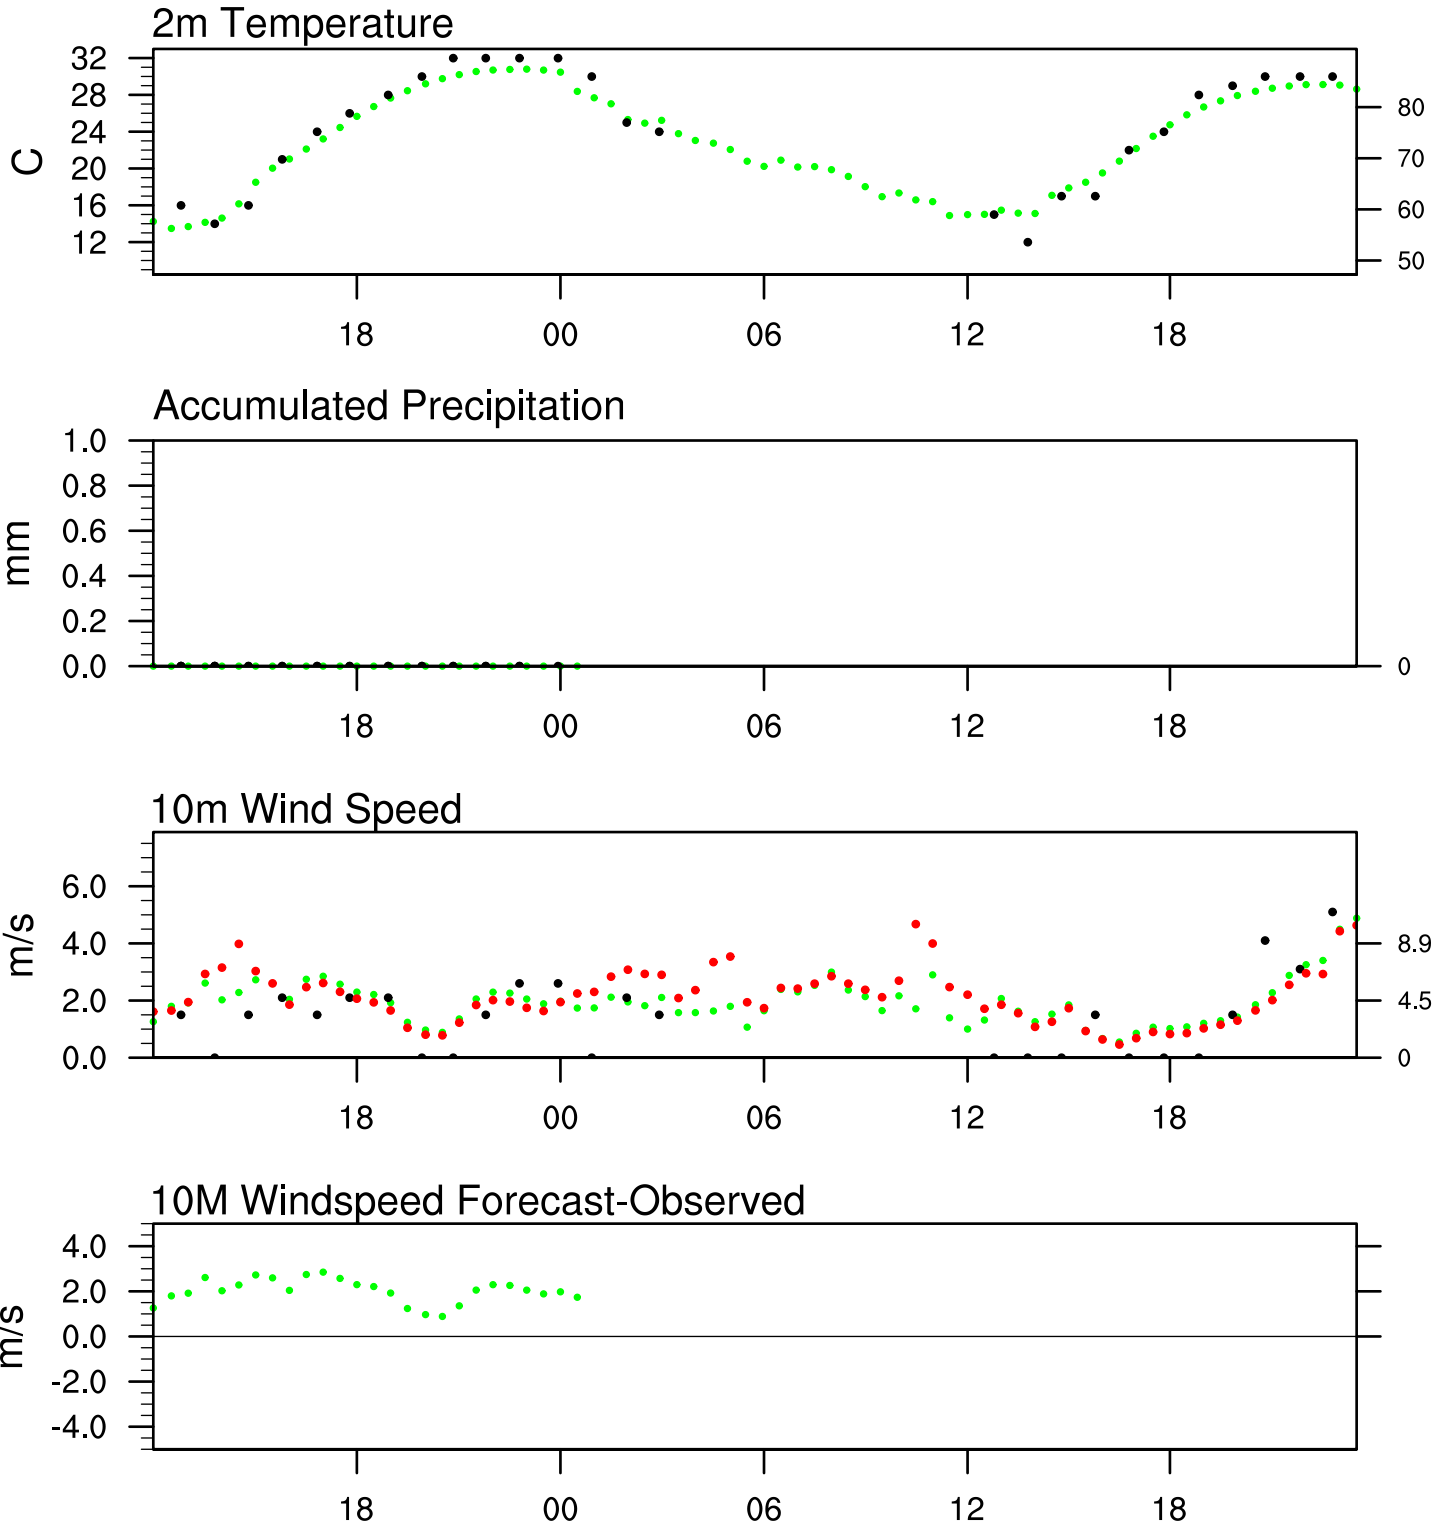 2m Temperature
32
28
24
20
16
12
C
80
70
60
50
18 00 06 12 18
Accumulated Precipitation
1.0
0.8
0.6
0.4
0.2
0.0
mm
0
18 00 06 12 18
10m Wind Speed
6.0
4.0
2.0
0.0
m/s
8.9
4.5
0
18 00 06 12 18
10M Windspeed Forecast-Observed
4.0
2.0
0.0
-2.0
-4.0
m/s
18 00 06 12 18